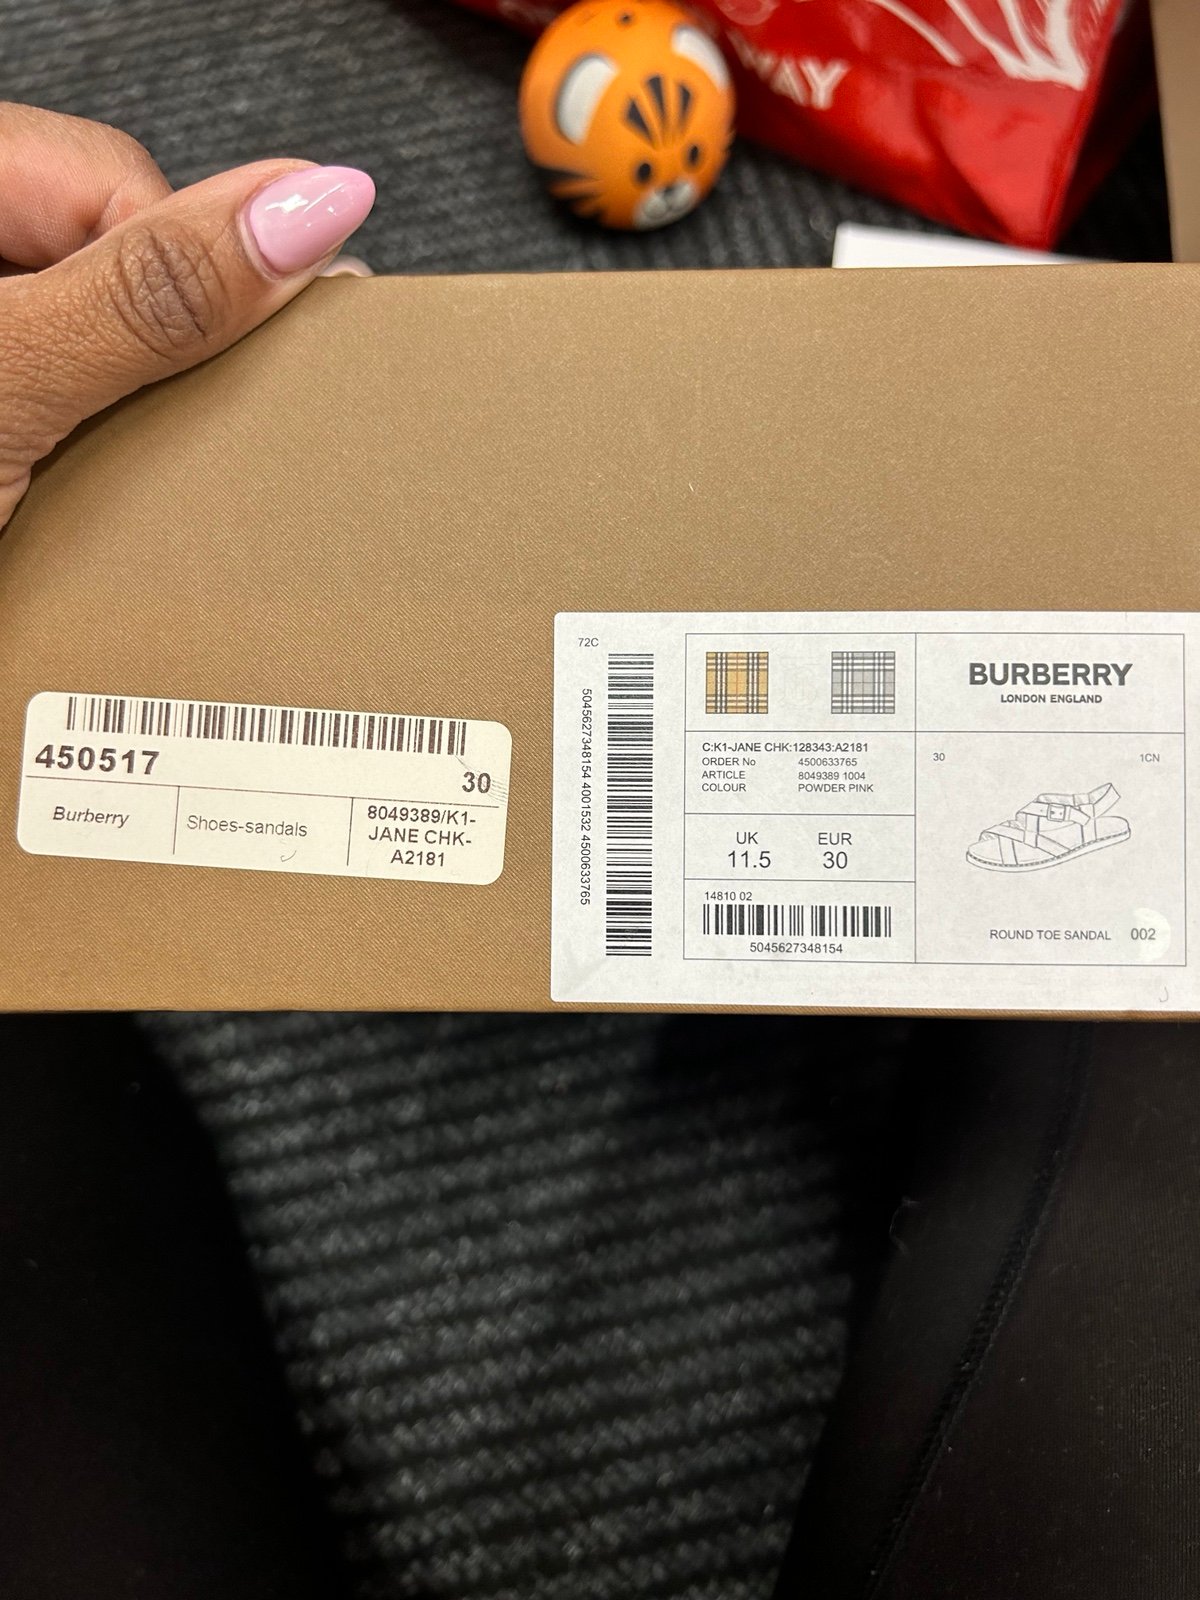 WAY
450517
30
Burberry
Shoes-sandals
8049389/K1-
JANE CHK-
A2181
72C
5045627348154 4001532 4500633765
C:K1-JANE CHK:128343:A2181
ORDER No 4500633765
ARTICLE 8049389 1004
COLOUR POWDER PINK
UK EUR
11.5 30
14810 02
5045627348154
BURBERRY
LONDON ENGLAND
30 1CN
ROUND TOE SANDAL 002